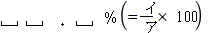 ␣ ␣ . ␣ % (= イ/ア × 100)